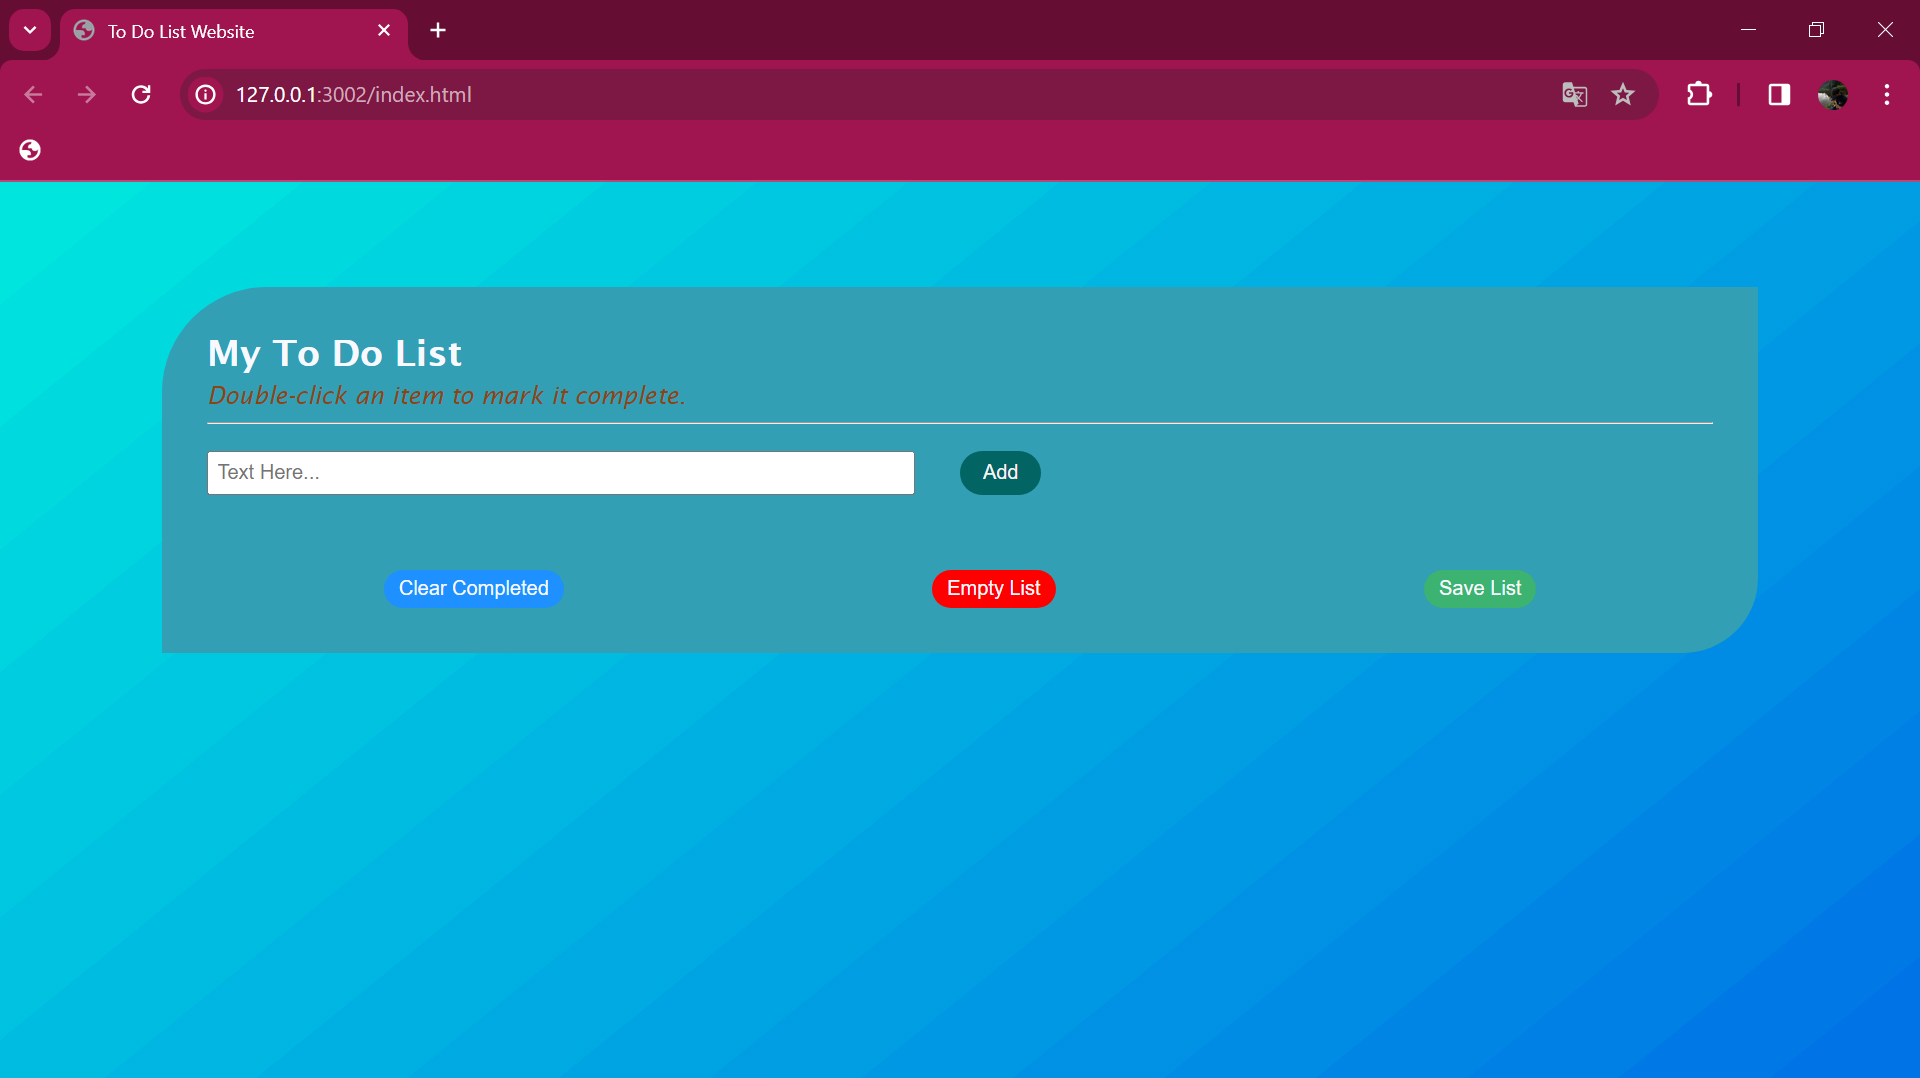 To Do List Website
127.0.0.1:3002/index.html
My To Do List
Double-click an item to mark it complete.
Text Here...
Add
Clear Completed
Empty List
Save List